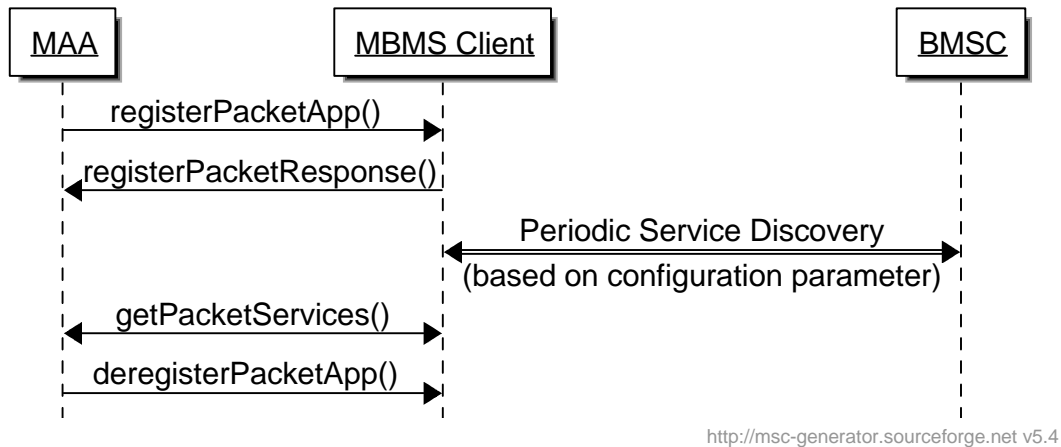 MAA
MBMS Client
BMSC
registerPacketApp()
registerPacketResponse()
Periodic Service Discovery
(based on configuration parameter)
getPacketServices()
deregisterPacketApp()
http://msc-generator.sourceforge.net v5.4